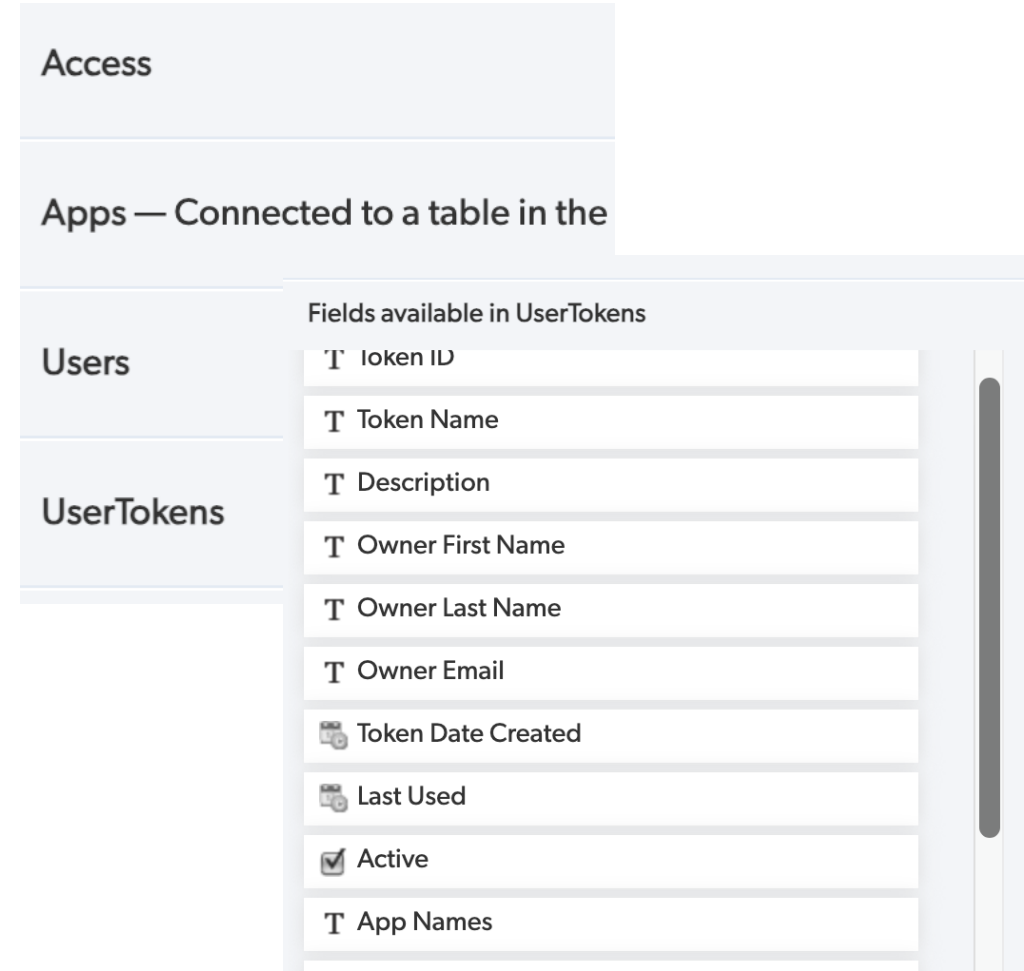 Access
Apps — Connected to a table in the
Users
UserTokens
Fields available in UserTokens
Token ID
Token Name
Description
Owner First Name
Owner Last Name
Owner Email
Token Date Created
Last Used
Active
App Names